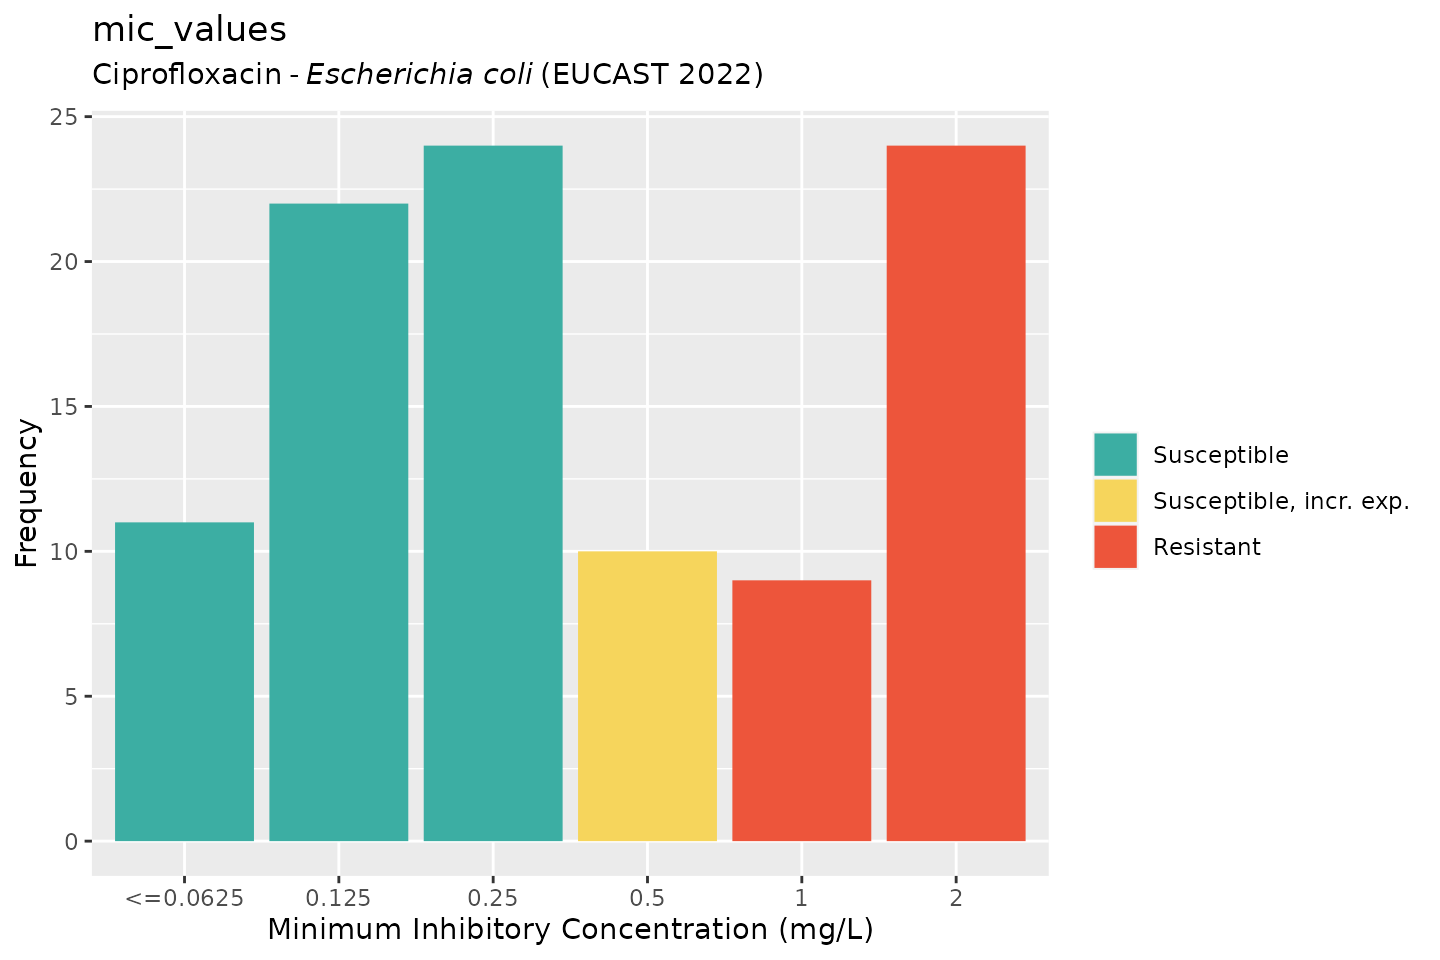 mic_values
Ciprofloxacin - Escherichia coli (EUCAST 2022)
25
20
15
10
5
0
Frequency
<=0.0625 0.125 0.25 0.5 1 2
Minimum Inhibitory Concentration (mg/L)
Susceptible
Susceptible, incr. exp.
Resistant